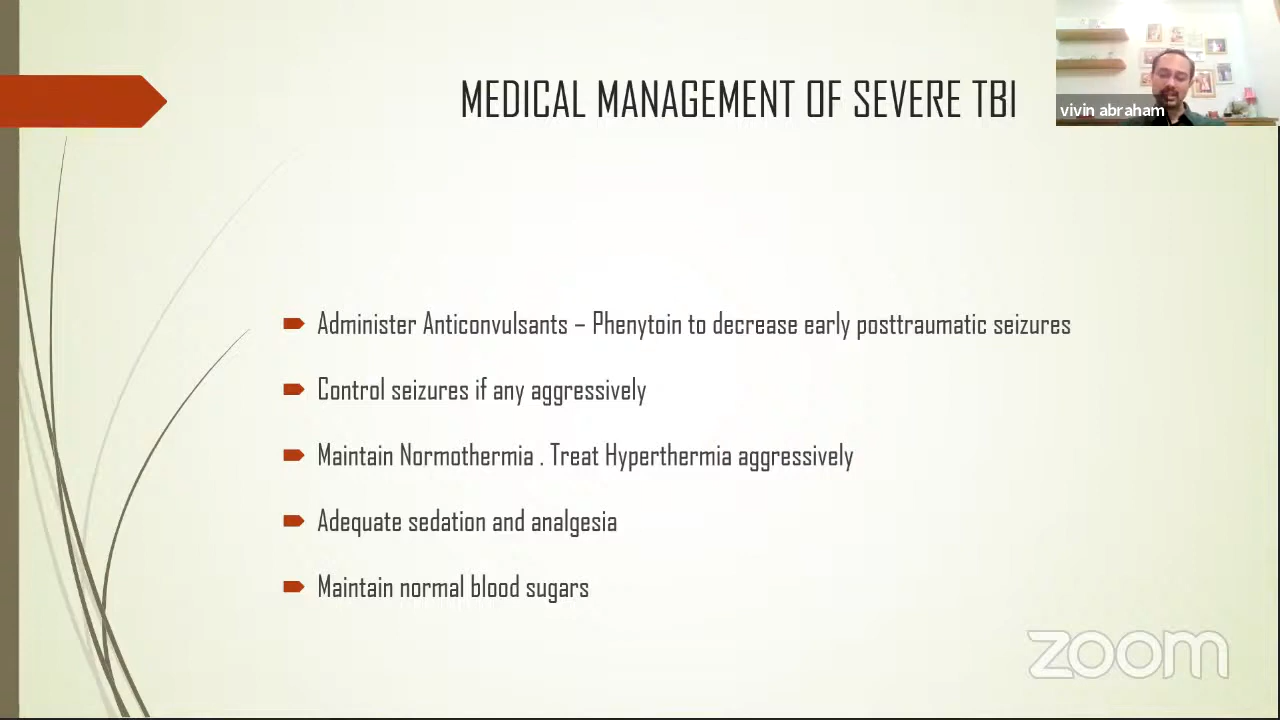 MEDICAL MANAGEMENT OF SEVERE TBI
vivin abraham
Administer Anticonvulsants – Phenytoin to decrease early posttraumatic seizures
Control seizures if any aggressively
Maintain Normothermia . Treat Hyperthermia aggressively
Adequate sedation and analgesia
Maintain normal blood sugars
zoom